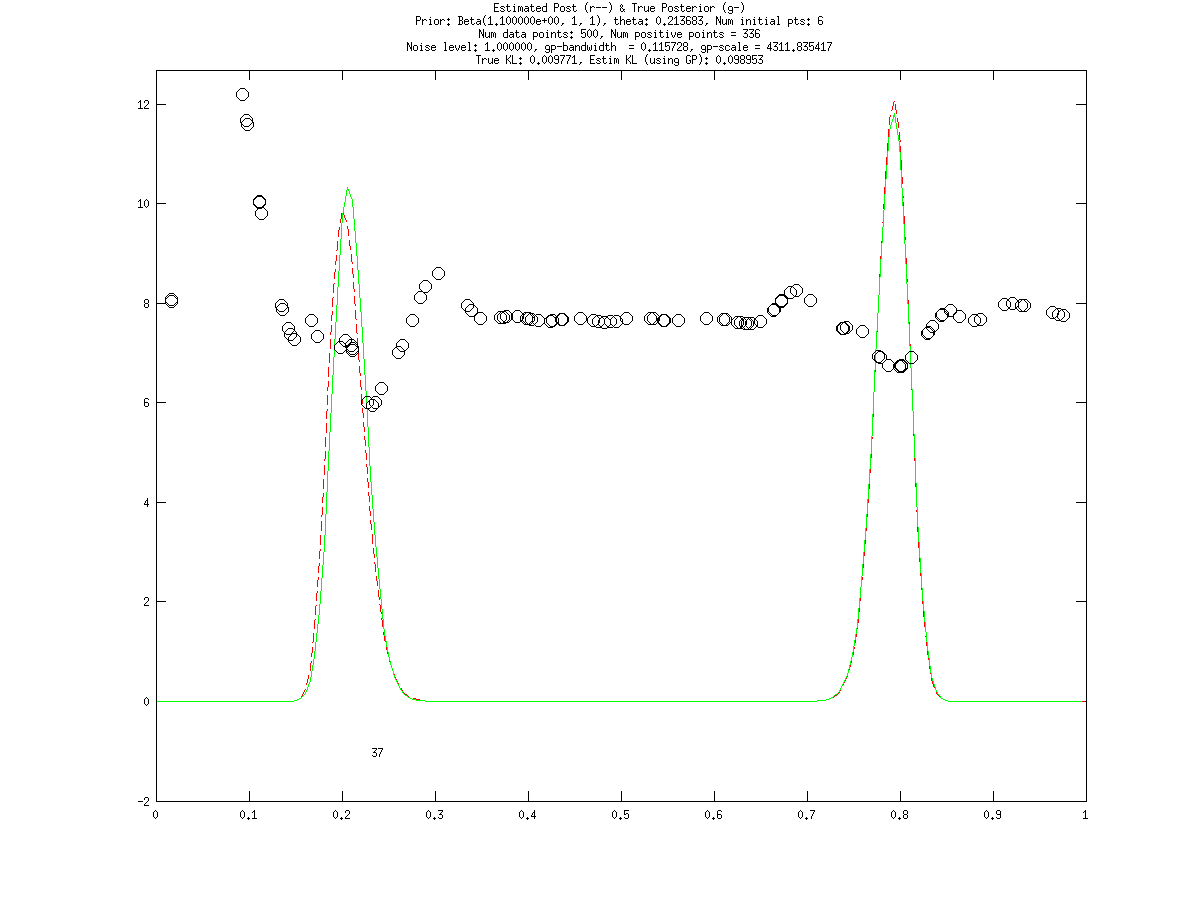 Estimated Post (r--) & True Posterior (g-)
Prior: Beta(1.100000e+00, 1, 1), theta: 0.213683, Num initial pts: 6
Num data points: 500, Num positive points = 336
Noise level: 1.000000, gp-bandwidth  = 0.115728, gp-scale = 4311.835417
True KL: 0.009771, Estim KL (using GP): 0.098953
12
10
8
6
4
2
0
37
-2
0 0.1 0.2 0.3 0.4 0.5 0.6 0.7 0.8 0.9 1